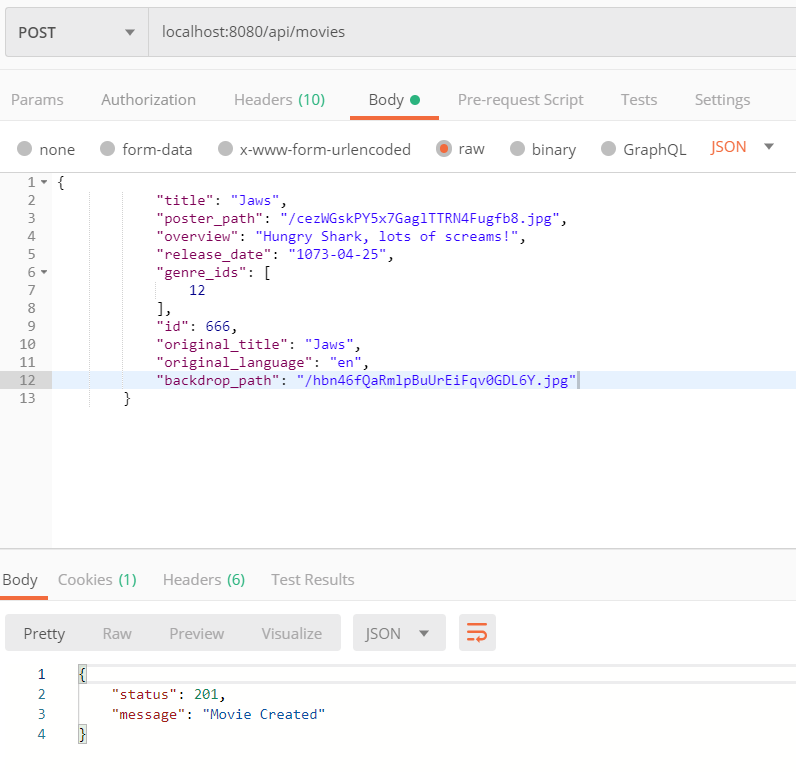 POST localhost:8080/api/movies
Params Authorization Headers (10) Body Pre-request Script Tests Settings
none form-data x-www-form-urlencoded raw binary GraphQL JSON
1 {
2 "title": "Jaws",
3 "poster_path": "/cezWGskPY5x7GaglTTRN4Fugfb8.jpg",
4 "overview": "Hungry Shark, lots of screams!",
5 "release_date": "1073-04-25",
6 "genre_ids": [
7 12
8 ],
9 "id": 666,
10 "original_title": "Jaws",
11 "original_language": "en",
12 "backdrop_path": "/hbn46fQaRmlpBuUrEiFqv0GDL6Y.jpg"
13 }
Body Cookies (1) Headers (6) Test Results
Pretty Raw Preview Visualize JSON
1 {
2 "status": 201,
3 "message": "Movie Created"
4 }